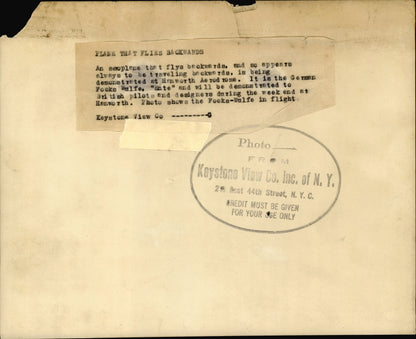 PLANE THAT FLIES BACKWARDS
An aeroplane that flys backwards, and so appears
always to be traveling backwards, is being
demonstrated at Hanworth Aerodrome. It is the German
Focke Wulfe, "Ente" and will be demonstrated to
British pilots and designers during the week end at
Hanworth. Photo shows the Focke-Wulfe in flight
Keystone View Co ---------G
Photo
FROM
Keystone View Co. Inc. of N. Y.
East 44th Street, N. Y. C.
CREDIT MUST BE GIVEN
FOR YOUR USE ONLY